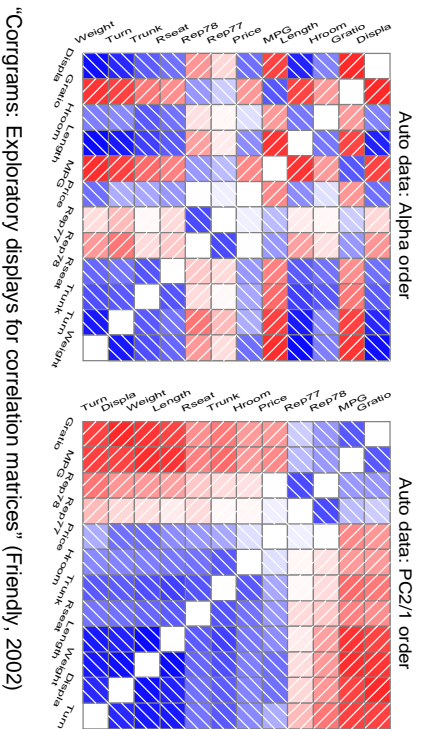 Auto data: Alpha order
Displa
Gratio
Hroom
Length
MPG
Price
Rep77
Rep78
Rseat
Trunk
Turn
Weight
Displa
Gratio
Hroom
Length
MPG
Price
Rep77
Rep78
Rseat
Trunk
Turn
Weight
Auto data: PC2/1 order
Gratio
MPG
Rep78
Rep77
Price
Hroom
Trunk
Rseat
Length
Weight
Displa
Turn
Gratio
MPG
Rep78
Rep77
Price
Hroom
Trunk
Rseat
Length
Weight
Displa
Turn
“Corrgrams: Exploratory displays for correlation matrices” (Friendly, 2002)